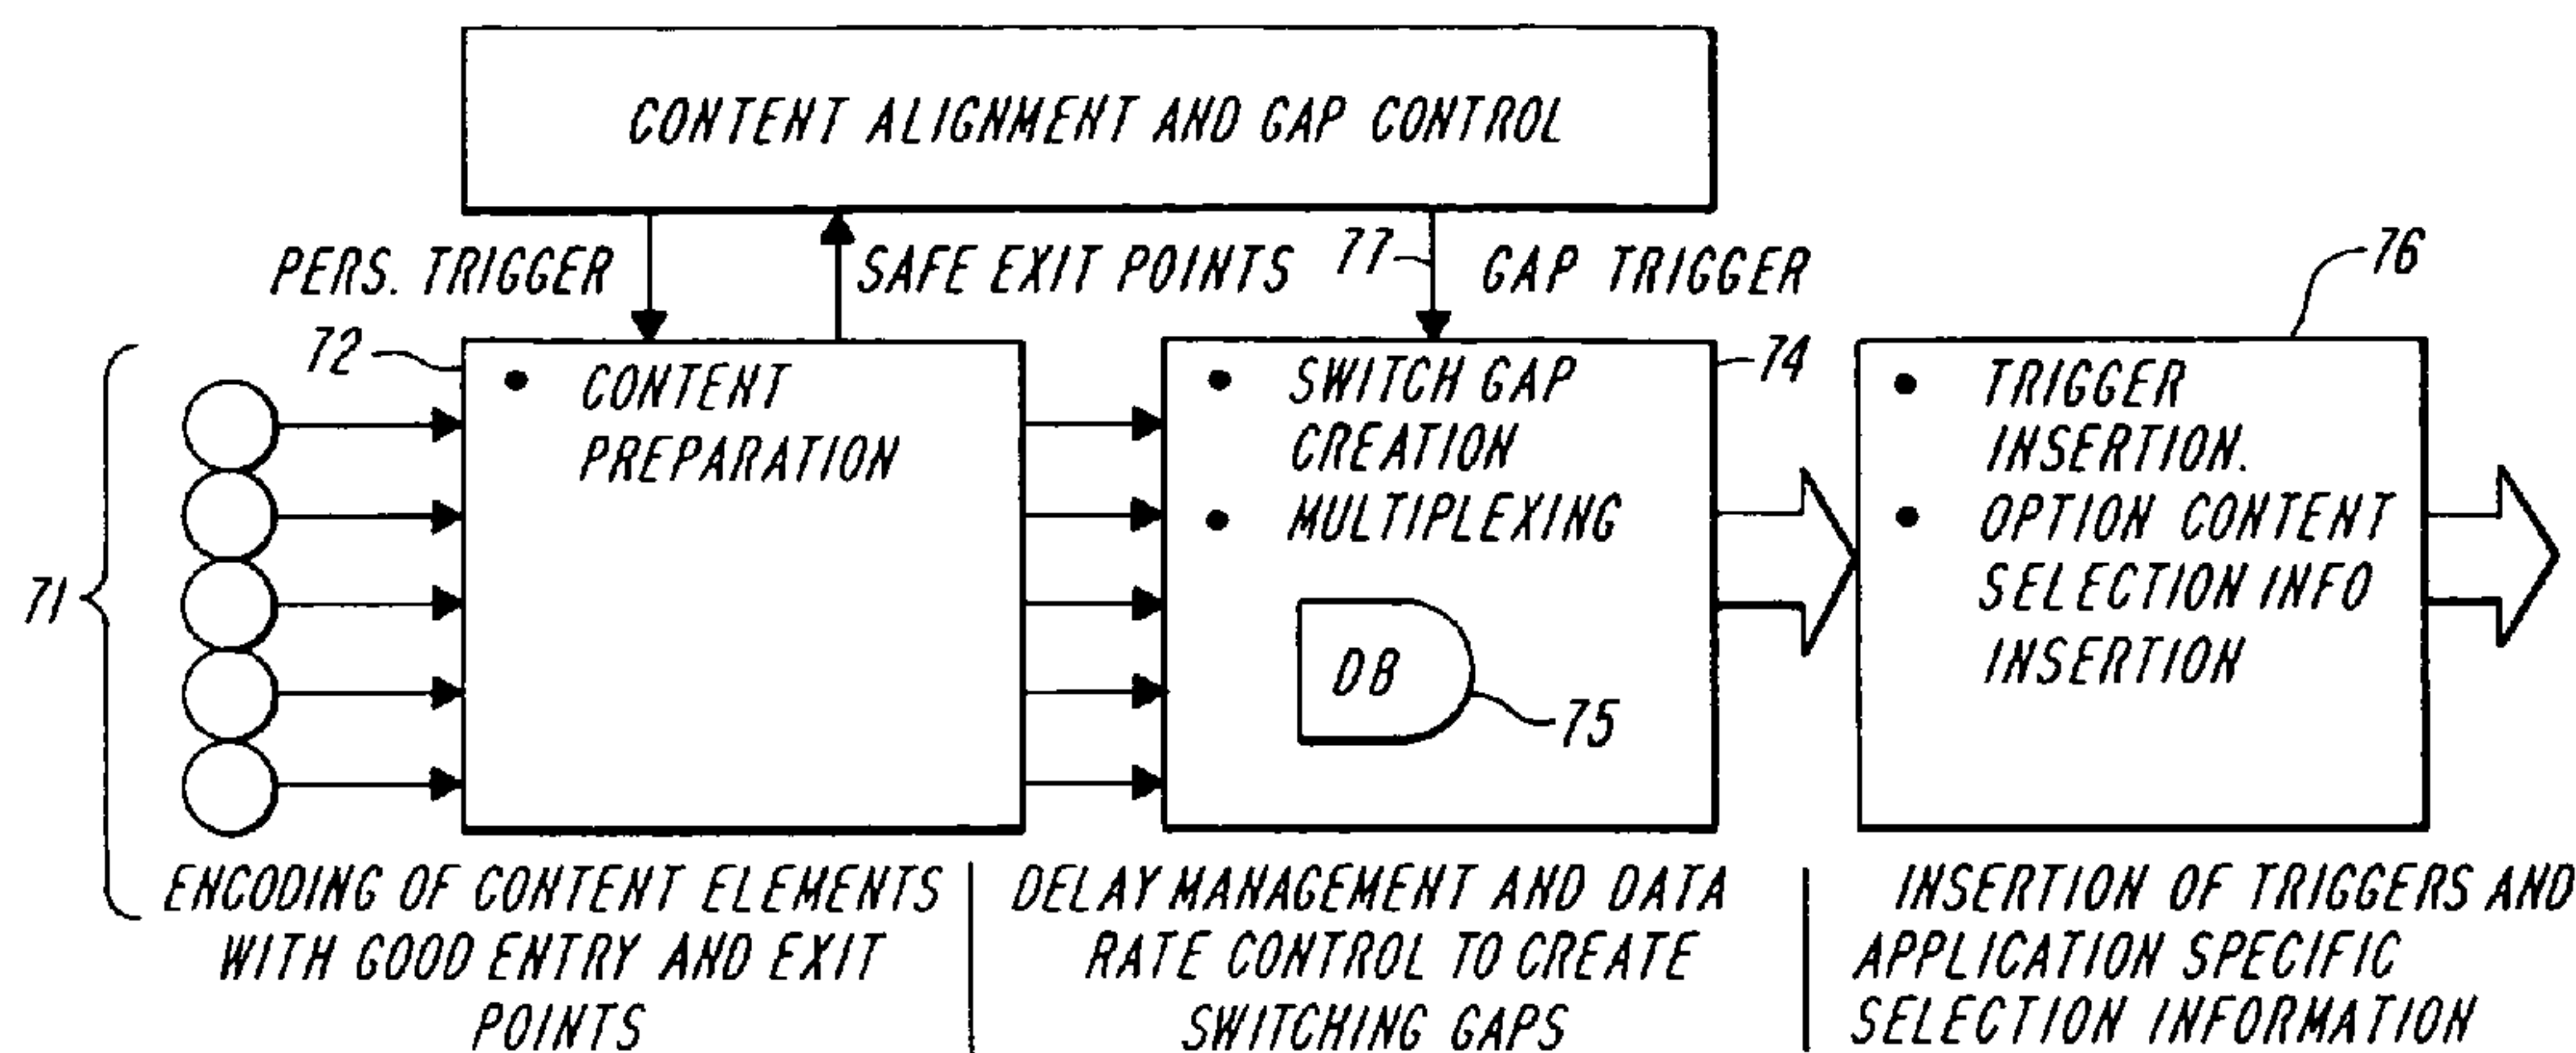 CONTENT ALIGNMENT AND GAP CONTROL
PERS. TRIGGER
SAFE EXIT POINTS
77
GAP TRIGGER
76
72
74
• CONTENT
PREPARATION
• SWITCH GAP
CREATION
• MULTIPLEXING
DB
75
• TRIGGER
INSERTION.
• OPTION CONTENT
SELECTION INFO
INSERTION
71
ENCODING OF CONTENT ELEMENTS
WITH GOOD ENTRY AND EXIT
POINTS
DELAY MANAGEMENT AND DATA
RATE CONTROL TO CREATE
SWITCHING GAPS
INSERTION OF TRIGGERS AND
APPLICATION SPECIFIC
SELECTION INFORMATION